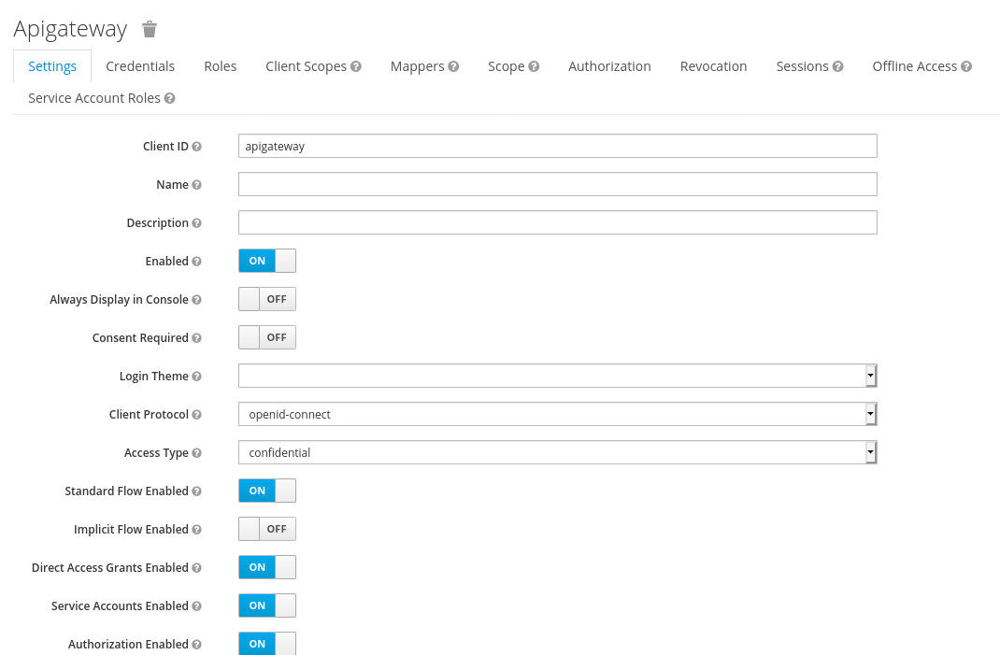 Apigateway
Settings Credentials Roles Client Scopes Mappers Scope Authorization Revocation Sessions Offline Access
Service Account Roles
Client ID apigateway
Name
Description
Enabled ON
Always Display in Console OFF
Consent Required OFF
Login Theme
Client Protocol openid-connect
Access Type confidential
Standard Flow Enabled ON
Implicit Flow Enabled OFF
Direct Access Grants Enabled ON
Service Accounts Enabled ON
Authorization Enabled ON